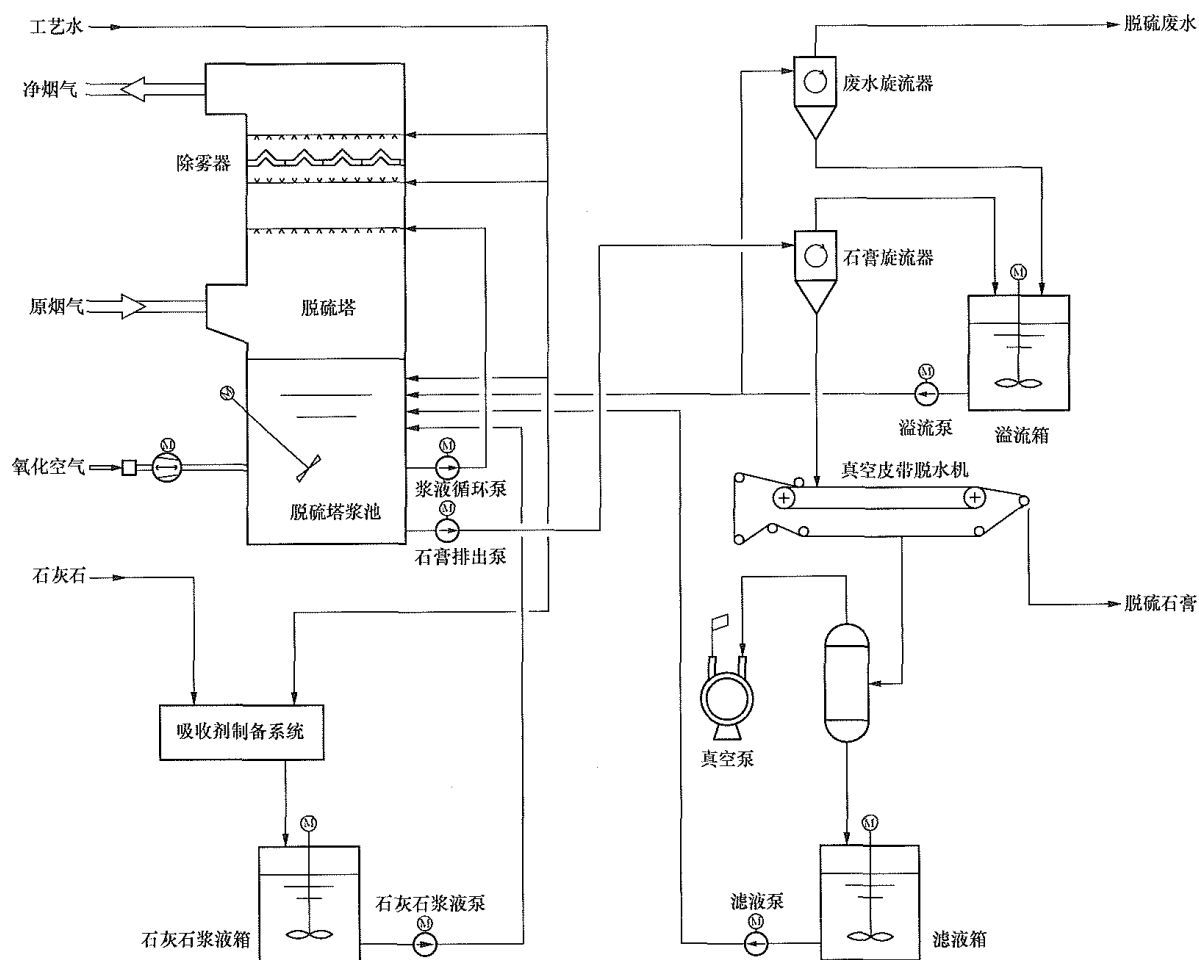 工艺水
脱硫废水
净烟气
废水旋流器
除雾器
石膏旋流器
M
原烟气
脱硫塔
M
M
溢流泵
溢流箱
M
氧化空气
M
浆液循环泵
真空皮带脱水机
脱硫塔浆池
M
石膏排出泵
石灰石
脱硫石膏
吸收剂制备系统
真空泵
M
M
石灰石浆液泵
M
滤液泵
M
石灰石浆液箱
滤液箱